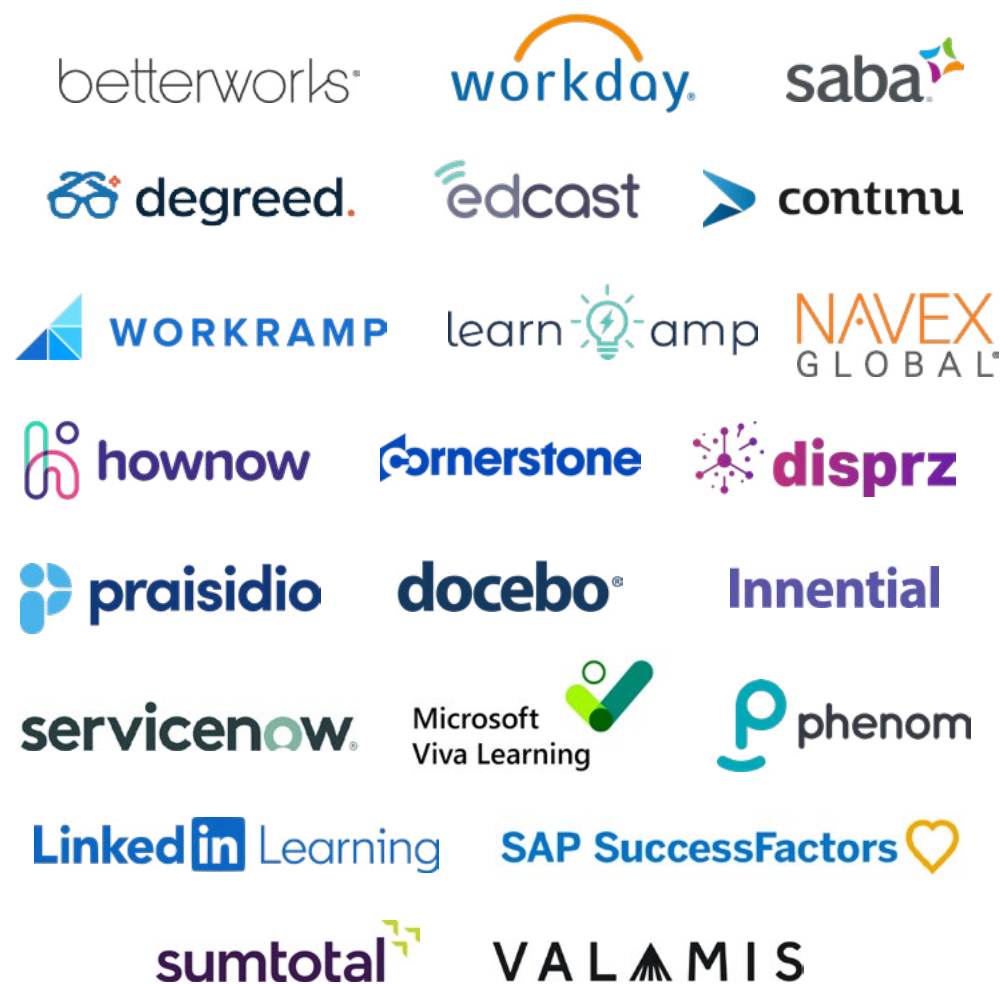 betterworks®
workday®
saba
degreed.
edcast
continu
WORKRAMP
learn amp
NAVEX
GLOBAL®
hownow
cornerstone
disprz
praisidio
docebo®
Innential
servicenow®
Microsoft
Viva Learning
phenom
Linked in Learning
SAP SuccessFactors
sumtotal
VALAMIS